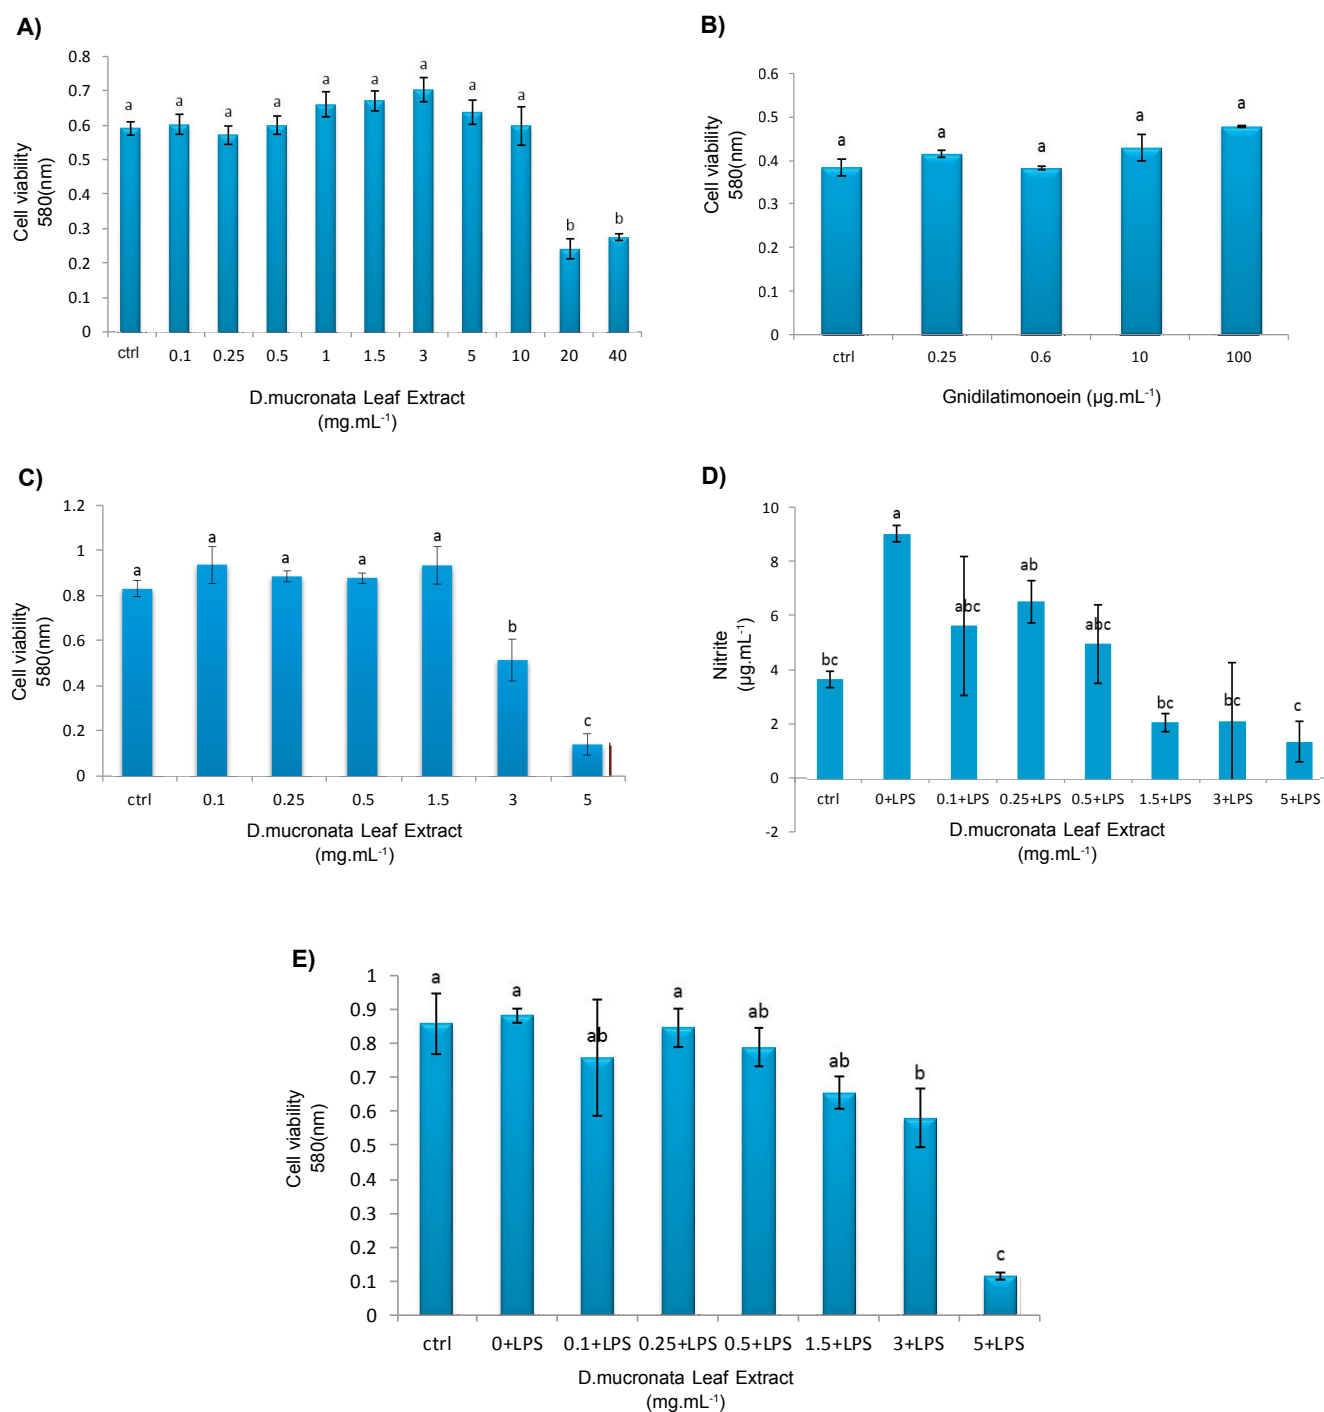 A)
0.8
0.7
0.6
0.5
0.4
0.3
0.2
0.1
0
Cell viability
580(nm)
a a a a a a a a a b b
ctrl 0.1 0.25 0.5 1 1.5 3 5 10 20 40
D.mucronata Leaf Extract
(mg.mL⁻¹)
B)
0.6
0.5
0.4
0.3
0.2
0.1
0
Cell viability
580(nm)
a a a a a
ctrl 0.25 0.6 10 100
Gnidilatimonoein (µg.mL⁻¹)
C)
1.2
1
0.8
0.6
0.4
0.2
0
Cell viability
580(nm)
a a a a a b c
ctrl 0.1 0.25 0.5 1.5 3 5
D.mucronata Leaf Extract
(mg.mL⁻¹)
D)
10
8
6
4
2
0
-2
Nitrite
(µg.mL⁻¹)
bc a abc ab abc bc bc c
ctrl 0+LPS 0.1+LPS 0.25+LPS 0.5+LPS 1.5+LPS 3+LPS 5+LPS
D.mucronata Leaf Extract
(mg.mL⁻¹)
E)
1
0.9
0.8
0.7
0.6
0.5
0.4
0.3
0.2
0.1
0
Cell viability
580(nm)
a a ab a ab ab b c
ctrl 0+LPS 0.1+LPS 0.25+LPS 0.5+LPS 1.5+LPS 3+LPS 5+LPS
D.mucronata Leaf Extract
(mg.mL⁻¹)